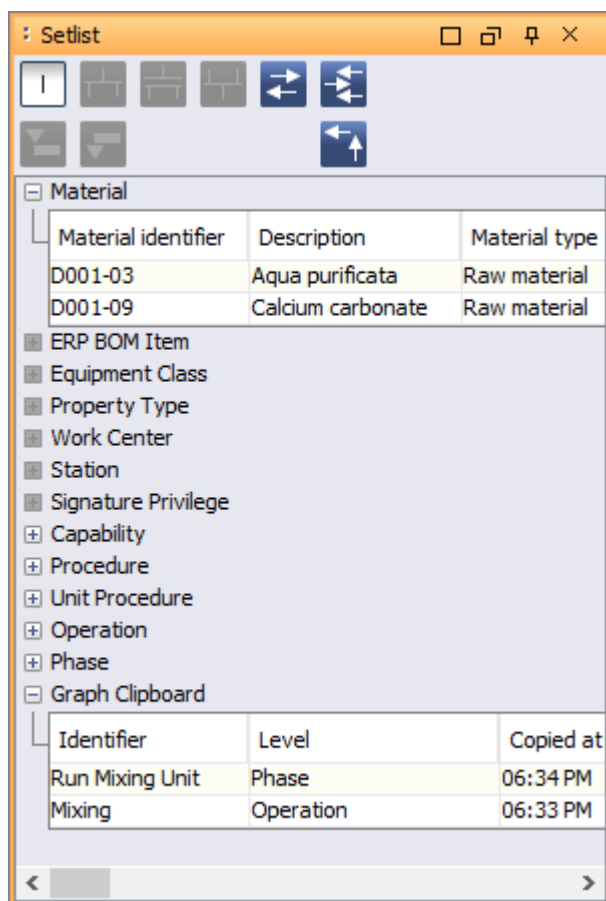 Setlist
Material
Material identifier Description Material type
D001-03 Aqua purificata Raw material
D001-09 Calcium carbonate Raw material
ERP BOM Item
Equipment Class
Property Type
Work Center
Station
Signature Privilege
Capability
Procedure
Unit Procedure
Operation
Phase
Graph Clipboard
Identifier Level Copied at
Run Mixing Unit Phase 06:34 PM
Mixing Operation 06:33 PM